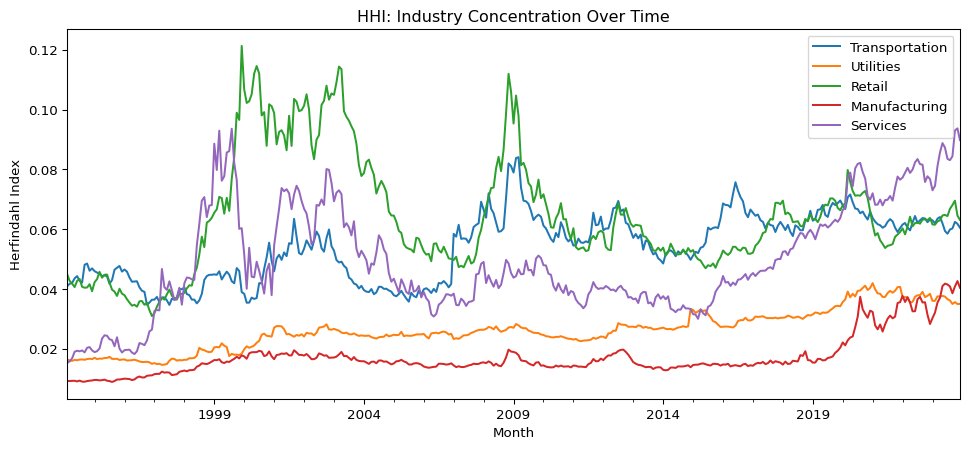 HHI: Industry Concentration Over Time
Herfindahl Index
0.12
0.10
0.08
0.06
0.04
0.02
Transportation
Utilities
Retail
Manufacturing
Services
1999
2004
2009
2014
2019
Month